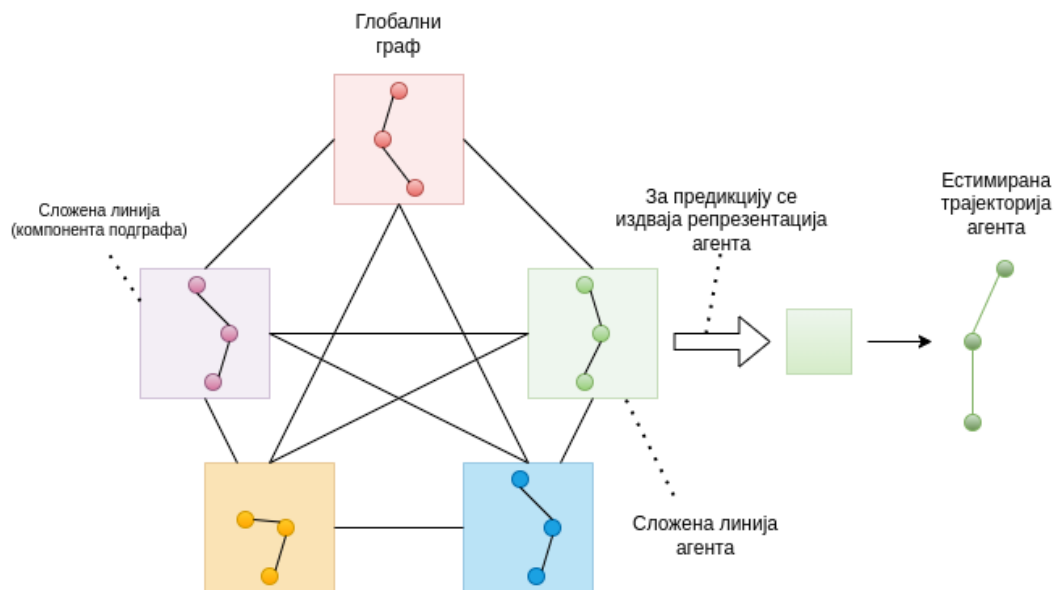 Глобални
граф
Сложена линија
(компонента подграфа)
За предикцију се
издваја репрезентација
агента
Естимирана
трајекторија
агента
Сложена линија
агента